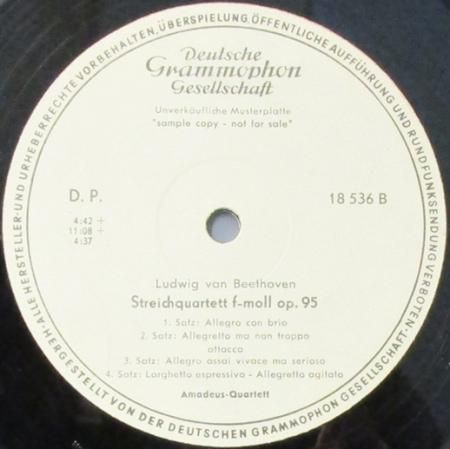 ALLE HERSTELLER- UND URHEBERRECHTE VORBEHALTEN, ÜBERSPIELUNG, ÖFFENTLICHE AUFFÜHRUNG UND RUNDFUNKSENDUNG VERBOTEN.
Deutsche
Grammophon
Gesellschaft
Unverkäufliche Musterplatte
"sample copy - not for sale"
D. P.
18 536 B
4:42 +
11:08 +
4:37
Ludwig van Beethoven
Streichquartett f-moll op. 95
1. Satz: Allegro con brio
2. Satz: Allegretto ma non troppo
attacca
3. Satz: Allegro assai vivace ma serioso
4. Satz: Larghetto espressivo - Allegretto agitato
Amadeus-Quartett
HERGESTELLT VON DER DEUTSCHEN GRAMMOPHON GESELLSCHAFT-